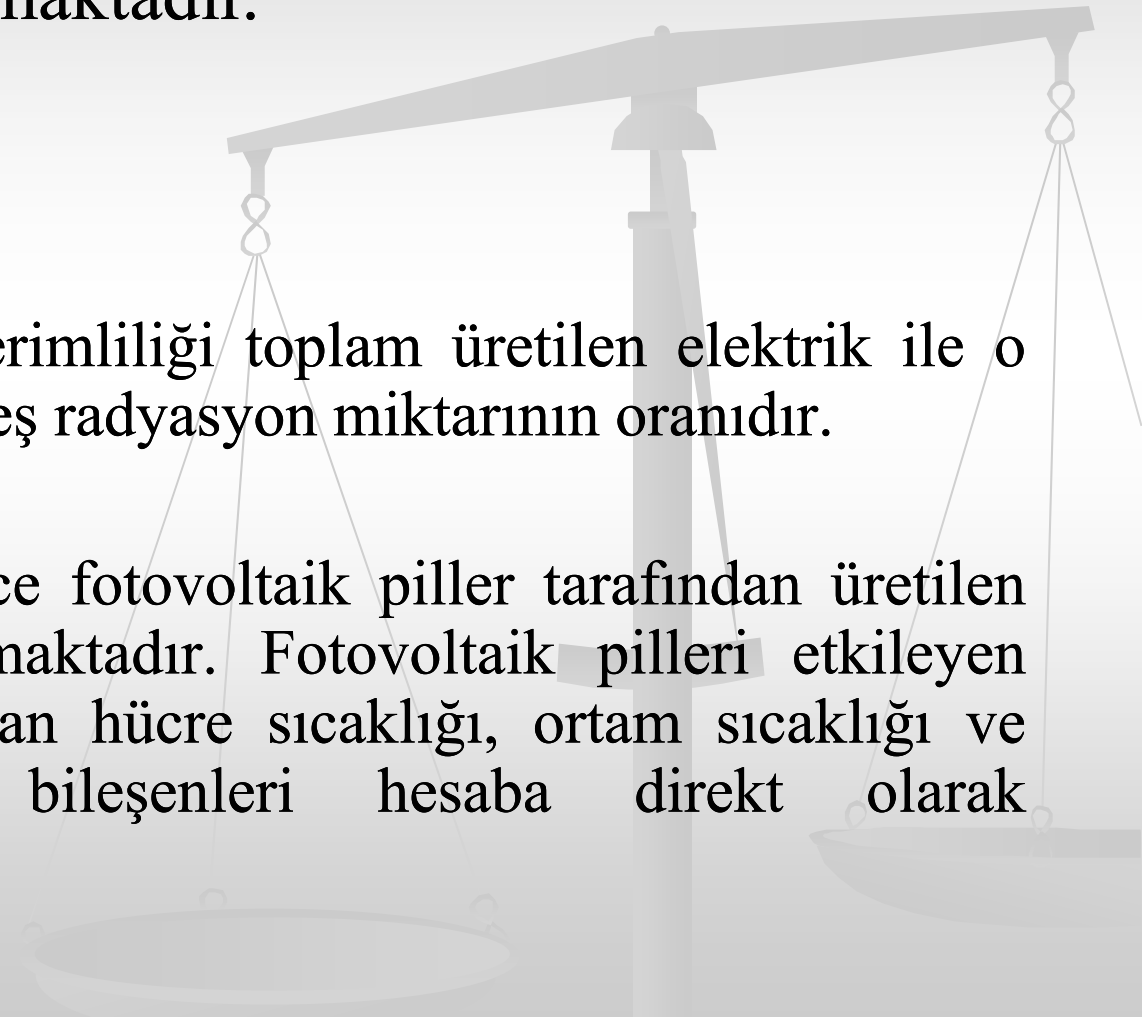 maktadır.
erimliliği toplam üretilen elektrik ile o
eş radyasyon miktarının oranıdır.
ce fotovoltaik piller tarafından üretilen
maktadır. Fotovoltaik pilleri etkileyen
an hücre sıcaklığı, ortam sıcaklığı ve
bileşenleri hesaba direkt olarak